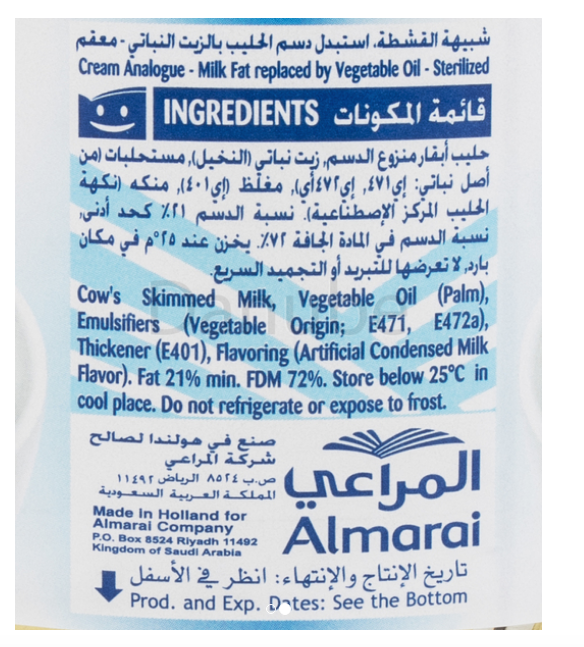 شبيهة القشطة. استبدل دسم الحليب بالزيت النباتي - معقم
Cream Analogue - Milk Fat replaced by Vegetable Oil - Sterilized
INGREDIENTS قائمة المكونات
حليب أبقار منزوع الدسم, زيت نباتي (النخيل), مستحلبات (من
أصل نباتي: إي٤٧١, إي٤٧٢أي), مغلظ (إي٤٠١), منكه (نكهة
الحليب المركز الإصطناعية). نسبة الدسم ٢١٪ كحد أدنى,
نسبة الدسم في المادة الجافة ٧٢٪. يخزن عند ٢٥°م في مكان
بارد, لا تعرضها للتبريد أو التجميد السريع.
Cow's Skimmed Milk, Vegetable Oil (Palm),
Danube
Emulsifiers (Vegetable Origin; E471, E472a),
Thickener (E401), Flavoring (Artificial Condensed Milk
Flavor). Fat 21% min. FDM 72%. Store below 25°C in
cool place. Do not refrigerate or expose to frost.
صنع في هولندا لصالح
شركة المراعي
ص.ب ٨٥٢٤ الرياض ١١٤٩٢
المملكة العربية السعودية
Made in Holland for
Almarai Company
P.O. Box 8524 Riyadh 11492
Kingdom of Saudi Arabia
المراعي
Almarai
تاريخ الإنتاج والإنتهاء: انظر في الأسفل
Prod. and Exp. Dates: See the Bottom